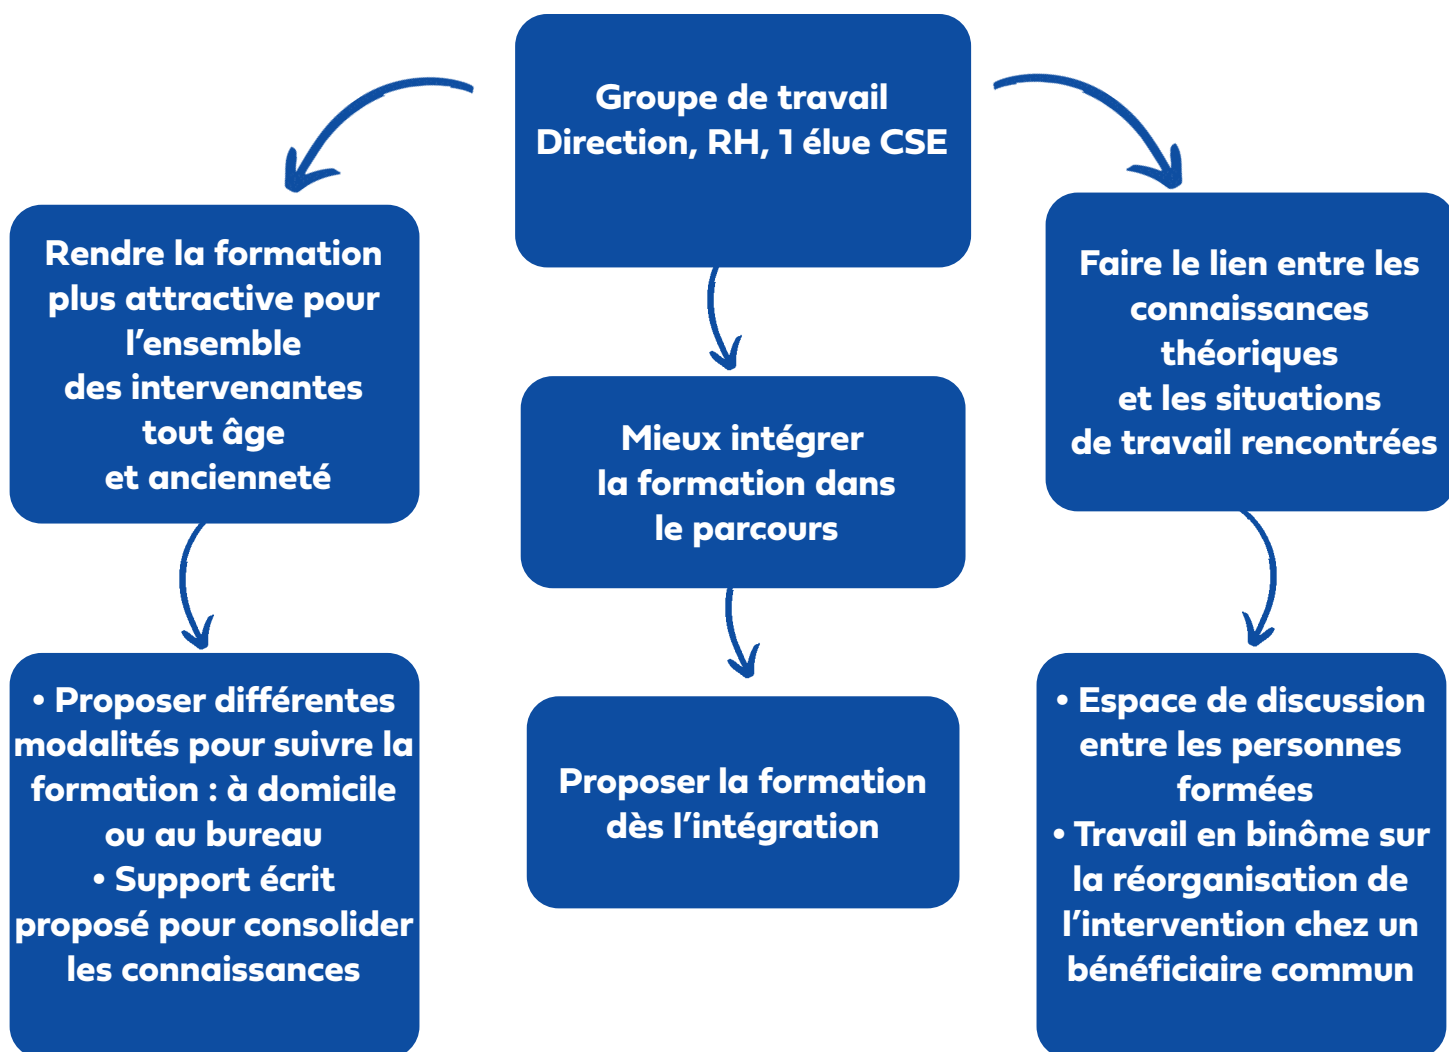 Groupe de travail
Direction, RH, 1 élue CSE
Rendre la formation
plus attractive pour
l’ensemble
des intervenantes
tout âge
et ancienneté
Mieux intégrer
la formation dans
le parcours
Faire le lien entre les
connaissances
théoriques
et les situations
de travail rencontrées
• Proposer différentes
modalités pour suivre la
formation : à domicile
ou au bureau
• Support écrit
proposé pour consolider
les connaissances
Proposer la formation
dès l’intégration
• Espace de discussion
entre les personnes
formées
• Travail en binôme sur
la réorganisation de
l’intervention chez un
bénéficiaire commun